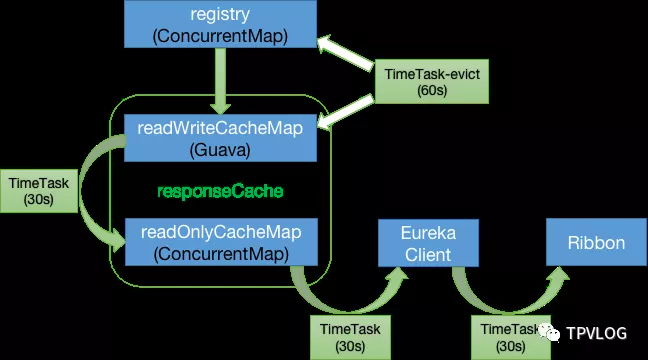 registry
(ConcurrentMap)
TimeTask-evict
(60s)
readWriteCacheMap
(Guava)
TimeTask
(30s)
responseCache
readOnlyCacheMap
(ConcurrentMap)
Eureka
Client
Ribbon
TimeTask
(30s)
TimeTask
(30s)
TPVLOG